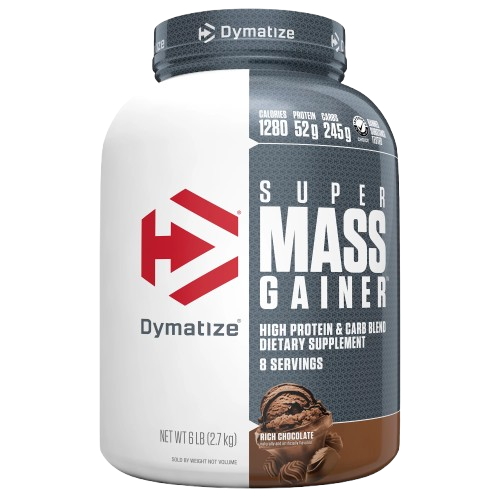 Dymatize
CALORIES PROTEIN CARBS
1280 52g 245g
SUPER
MASS
GAINER
HIGH PROTEIN & CARB BLEND
DIETARY SUPPLEMENT
8 SERVINGS
Dymatize®
RICH CHOCOLATE
NET WT 6 LB (2.7 kg)
SOLD BY WEIGHT NOT VOLUME